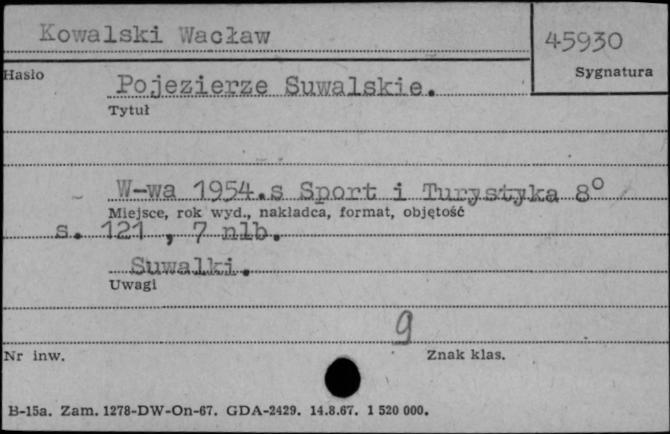 Kowalski Wacław
45930
Hasło
Sygnatura
Pojezierze Suwalskie.
Tytuł
W-wa 1954.s Sport i Turystyka 8°
Miejsce, rok wyd., nakładca, format, objętość
s. 121 , 7 nlb.
Suwalki.
Uwagi
9
Nr inw.
Znak klas.
B-15a. Zam. 1278-DW-On-67. GDA-2429. 14.8.67. 1 520 000.